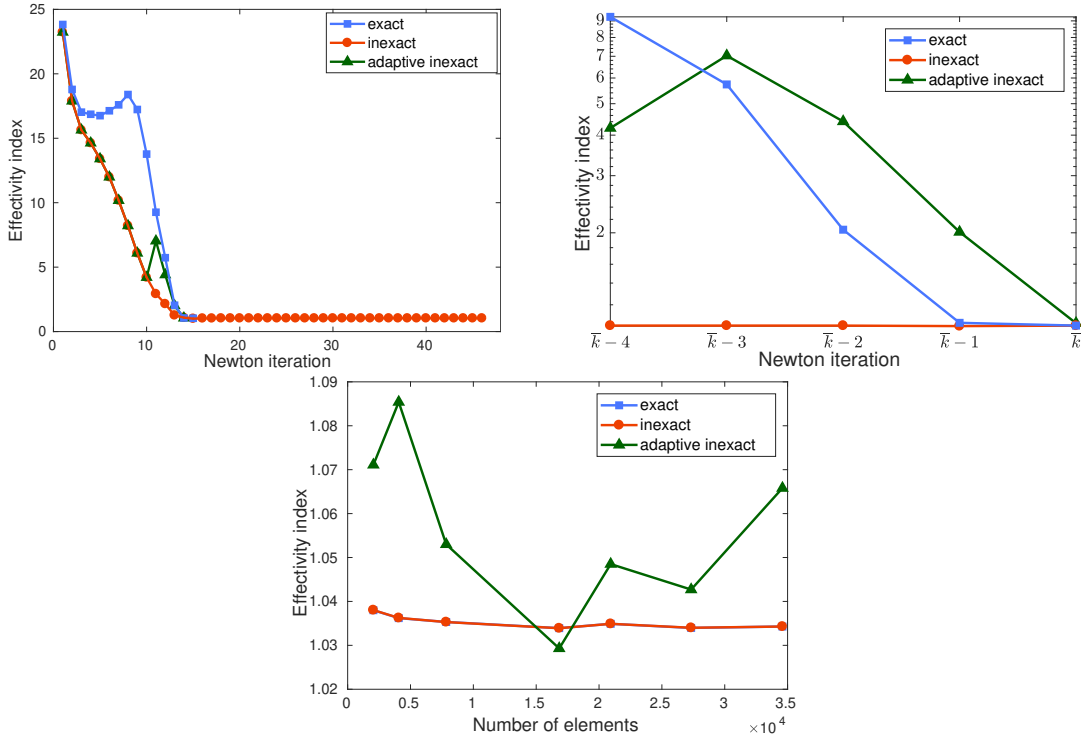 25
20
15
10
5
0
0
10
20
30
40
Effectivity index
Newton iteration
exact
inexact
adaptive inexact
9
8
7
6
5
4
3
2
k̅ − 4
k̅ − 3
k̅ − 2
k̅ − 1
k̅
Effectivity index
Newton iteration
exact
inexact
adaptive inexact
1.09
1.08
1.07
1.06
1.05
1.04
1.03
1.02
0
0.5
1
1.5
2
2.5
3
3.5
×10⁴
Effectivity index
Number of elements
exact
inexact
adaptive inexact